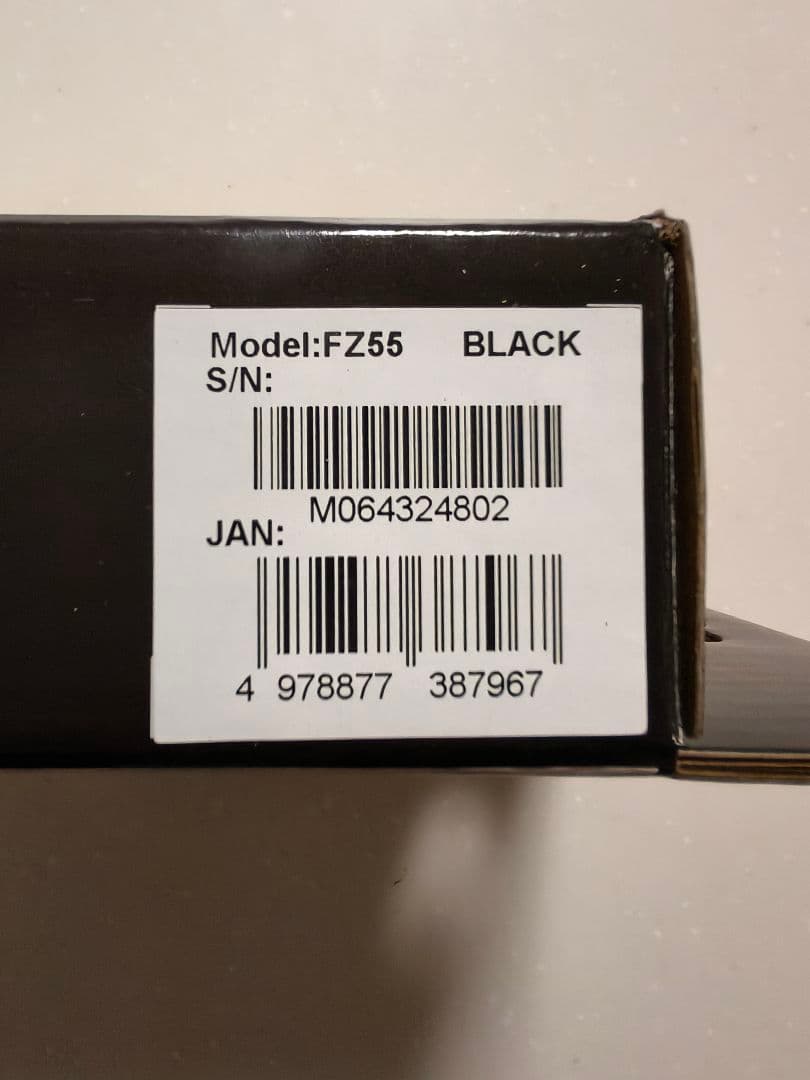 Model:FZ55 BLACK
S/N:
M064324802
JAN:
4 978877 387967